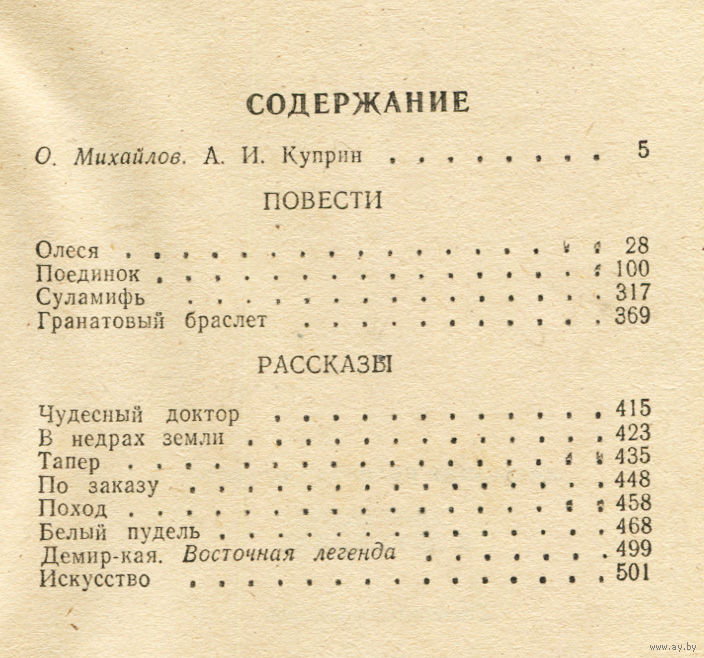 СОДЕРЖАНИЕ
О. Михайлов. А. И. Куприн . . . . . . . . 5
ПОВЕСТИ
Олеся . . . . . . . . . . . . . . . . . 28
Поединок . . . . . . . . . . . . . . . . 100
Суламифь . . . . . . . . . . . . . . . 317
Гранатовый браслет . . . . . . . . . . . 369
РАССКАЗЫ
Чудесный доктор . . . . . . . . . . . . 415
В недрах земли . . . . . . . . . . . . . 423
Тапер . . . . . . . . . . . . . . . . . 435
По заказу . . . . . . . . . . . . . . . 448
Поход . . . . . . . . . . . . . . . . . 458
Белый пудель . . . . . . . . . . . . . . 468
Демир-кая. Восточная легенда . . . . . . . 499
Искусство . . . . . . . . . . . . . . . 501
www.ay.by